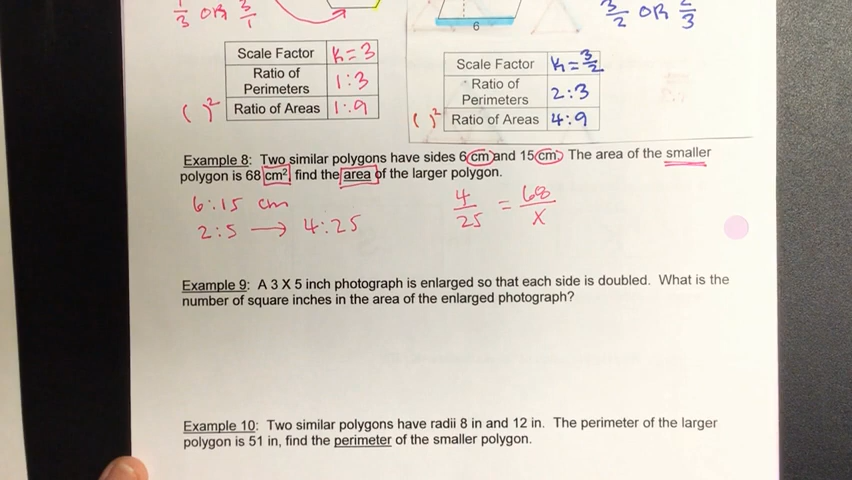 1/3 OR 3/1
6
3/2 OR 2/3
Scale Factor K=3
Ratio of Perimeters 1:3
( )² Ratio of Areas 1:9
Scale Factor K=3/2
Ratio of Perimeters 2:3
( )² Ratio of Areas 4:9
Example 8: Two similar polygons have sides 6 cm and 15 cm. The area of the smaller
polygon is 68 cm², find the area of the larger polygon.
6:15 cm
2:5 → 4:25
4/25 = 68/x
Example 9: A 3 X 5 inch photograph is enlarged so that each side is doubled. What is the
number of square inches in the area of the enlarged photograph?
Example 10: Two similar polygons have radii 8 in and 12 in. The perimeter of the larger
polygon is 51 in, find the perimeter of the smaller polygon.